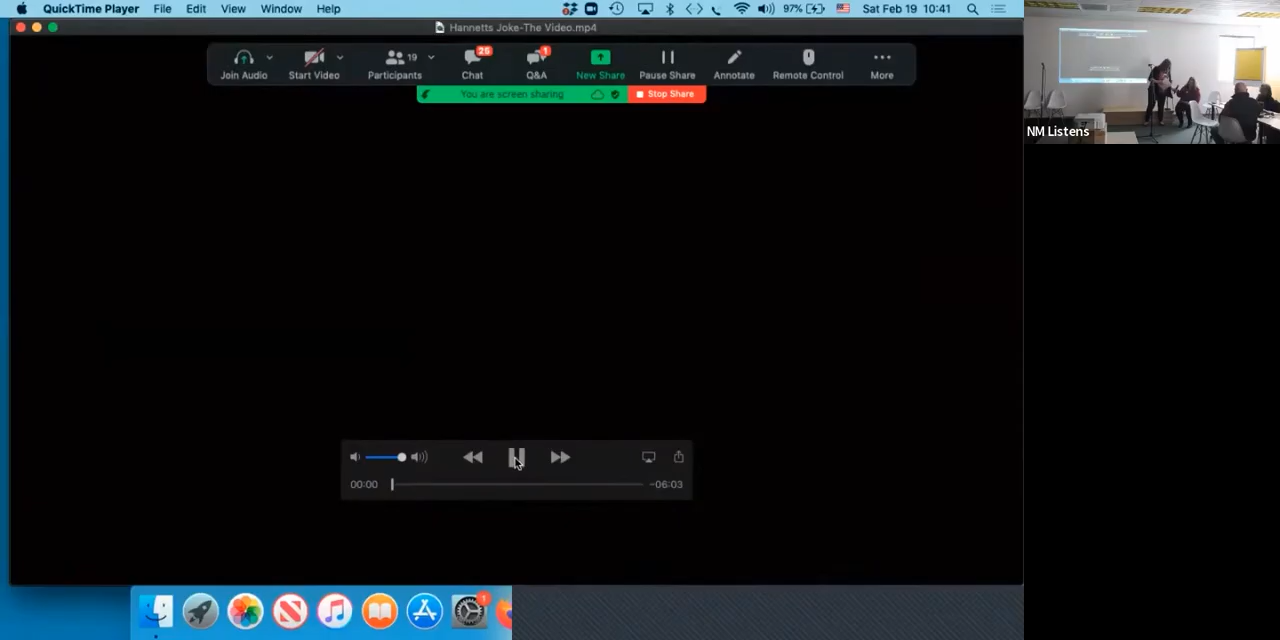 QuickTime Player File Edit View Window Help 97% Sat Feb 19 10:41
Hannetts Joke-The Video.mp4
19 25 1
Join Audio Start Video Participants Chat Q&A New Share Pause Share Annotate Remote Control More
You are screen sharing Stop Share
NM Listens
00:00 -06:03
1